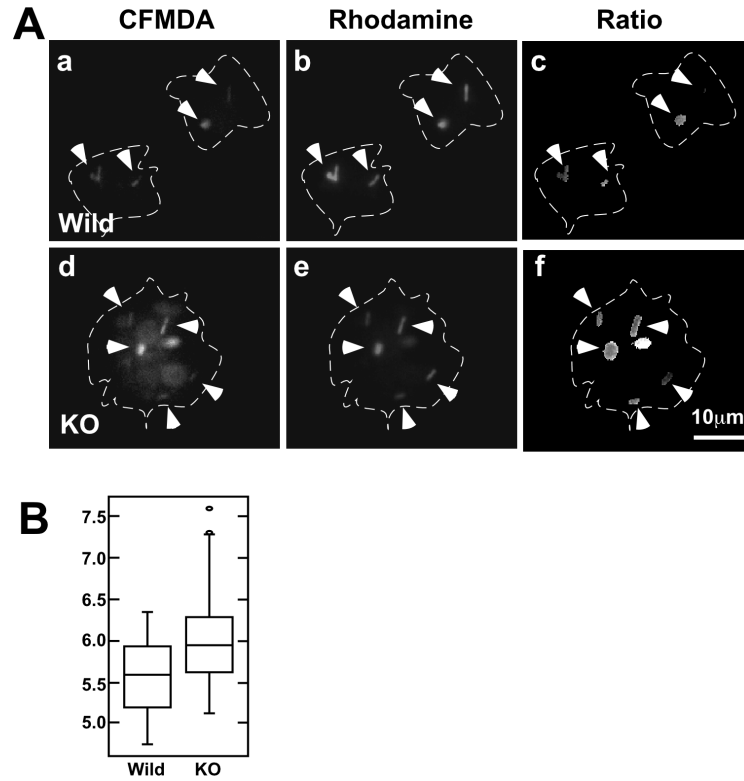 A
CFMDA Rhodamine Ratio
a b c
Wild
d e f
KO
10μm
B
7.5
7.0
6.5
6.0
5.5
5.0
Wild KO